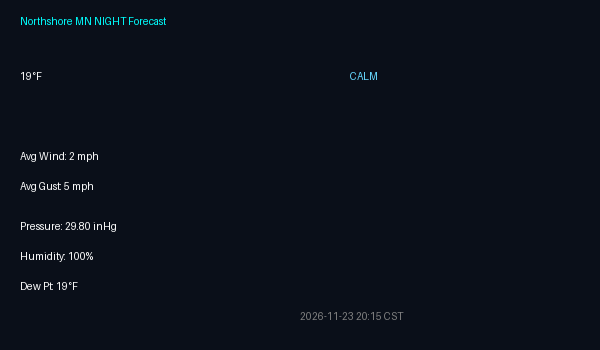 Northshore MN NIGHT Forecast
19°F
CALM
Avg Wind: 2 mph
Avg Gust: 5 mph
Pressure: 29.80 inHg
Humidity: 100%
Dew Pt: 19°F
2026-11-23 20:15 CST